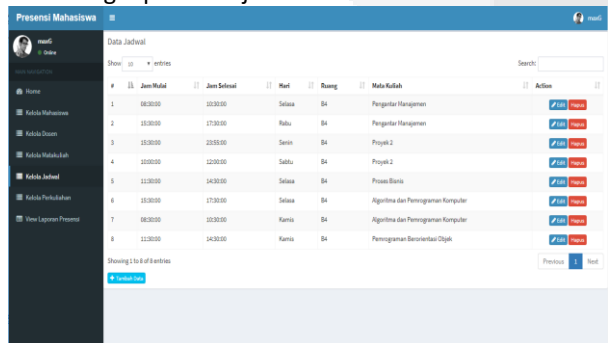 Presensi Mahasiswa
maxG
maxG
Online
MAIN NAVIGATION
Home
Kelola Mahasiswa
Kelola Dosen
Kelola Matakuliah
Kelola Jadwal
Kelola Perkuliahan
View Laporan Presensi
Data Jadwal
Show 10 entries Search:
# Jam Mulai Jam Selesai Hari Ruang Mata Kuliah Action
1 08:30:00 10:30:00 Selasa B4 Pengantar Manajemen Edit Hapus
2 15:30:00 17:30:00 Rabu B4 Pengantar Manajemen Edit Hapus
3 15:30:00 23:55:00 Senin B4 Proyek 2 Edit Hapus
4 10:00:00 12:00:00 Sabtu B4 Proyek 2 Edit Hapus
5 11:30:00 14:30:00 Selasa B4 Proses Bisnis Edit Hapus
6 15:30:00 17:30:00 Selasa B4 Algoritma dan Pemrograman Komputer Edit Hapus
7 08:30:00 10:30:00 Kamis B4 Algoritma dan Pemrograman Komputer Edit Hapus
8 11:30:00 14:30:00 Kamis B4 Pemrograman Berorientasi Objek Edit Hapus
Showing 1 to 8 of 8 entries Previous 1 Next
Tambah Data